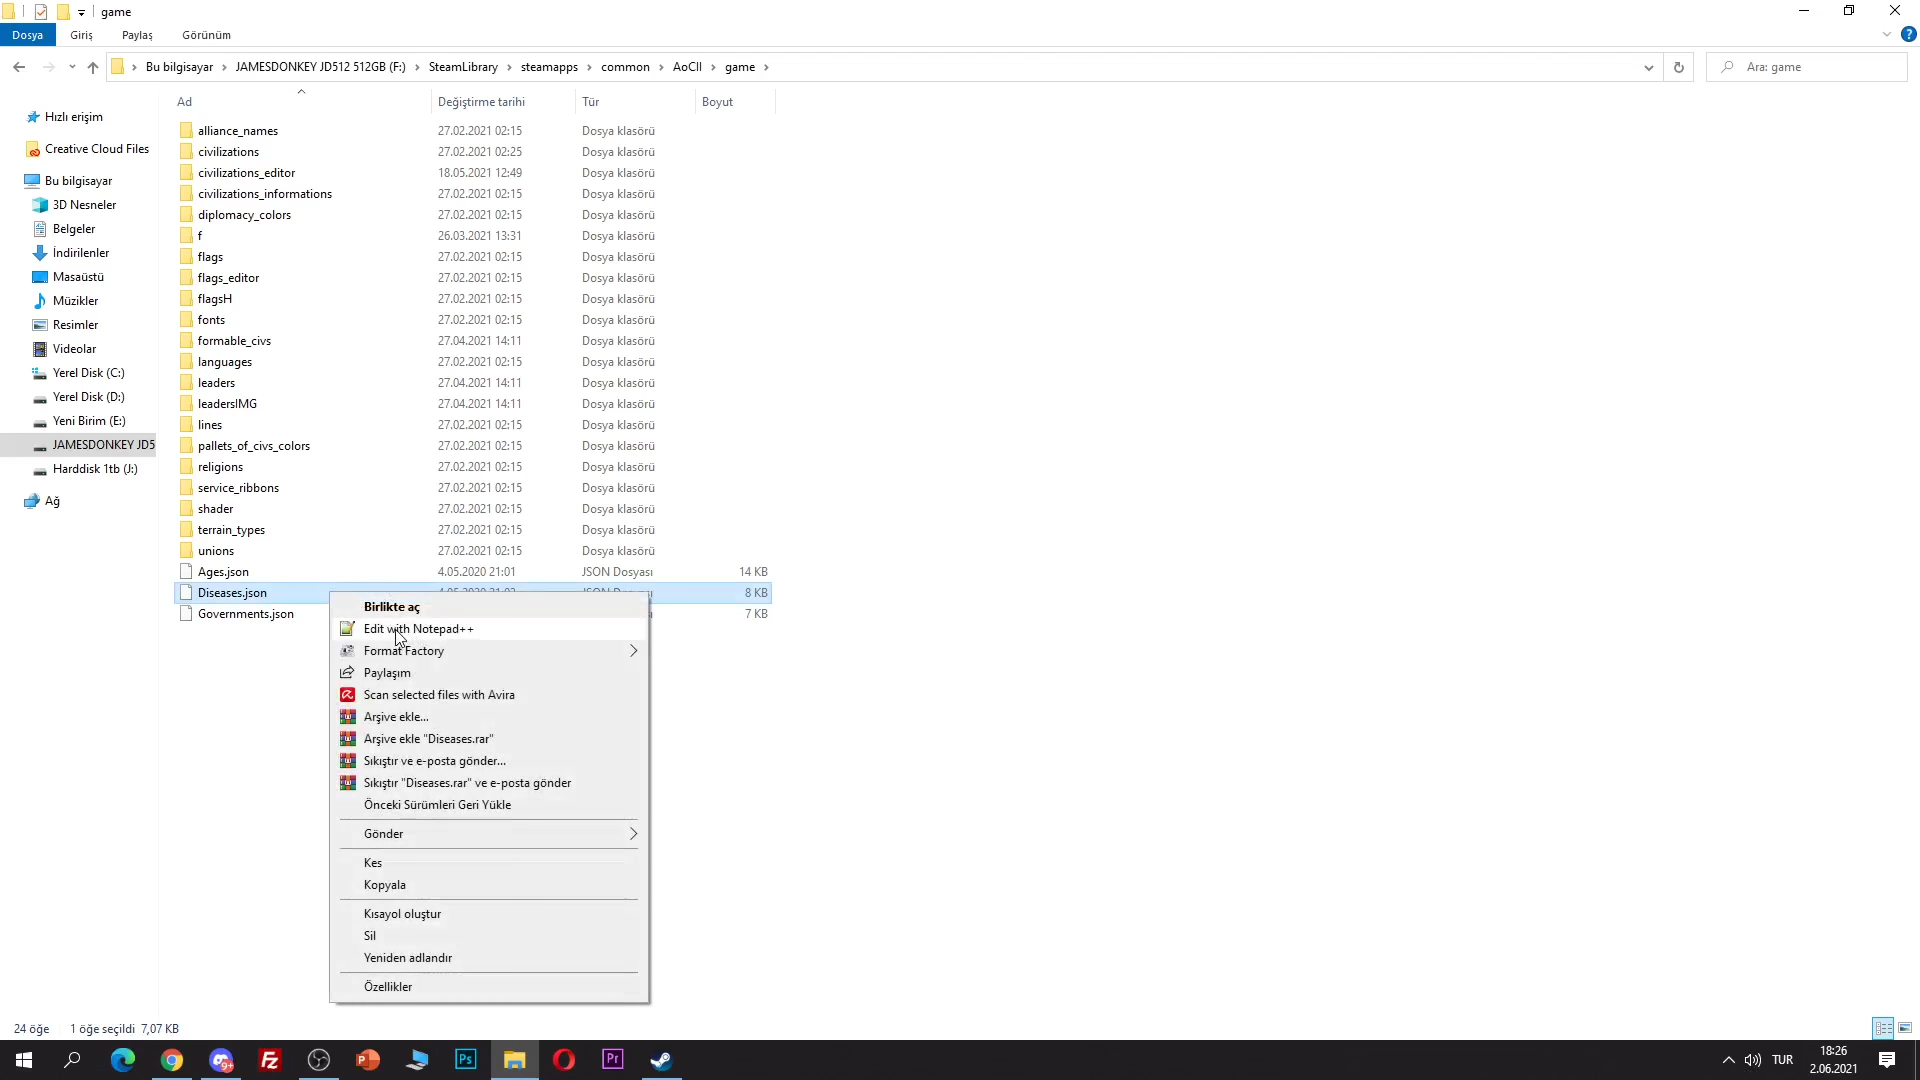 game
Dosya
Giriş
Paylaş
Görünüm
Bu bilgisayar
JAMESDONKEY JD512 512GB (F:)
SteamLibrary
steamapps
common
AoCII
game
Ara: game
Ad
Değiştirme tarihi
Tür
Boyut
Hızlı erişim
Creative Cloud Files
Bu bilgisayar
3D Nesneler
Belgeler
İndirilenler
Masaüstü
Müzikler
Resimler
Videolar
Yerel Disk (C:)
Yerel Disk (D:)
Yeni Birim (E:)
JAMESDONKEY JD5
Harddisk 1tb (J:)
Ağ
alliance_names 27.02.2021 02:15 Dosya klasörü
civilizations 27.02.2021 02:25 Dosya klasörü
civilizations_editor 18.05.2021 12:49 Dosya klasörü
civilizations_informations 27.02.2021 02:15 Dosya klasörü
diplomacy_colors 27.02.2021 02:15 Dosya klasörü
f 26.03.2021 13:31 Dosya klasörü
flags 27.02.2021 02:15 Dosya klasörü
flags_editor 27.02.2021 02:15 Dosya klasörü
flagsH 27.02.2021 02:15 Dosya klasörü
fonts 27.02.2021 02:15 Dosya klasörü
formable_civs 27.04.2021 14:11 Dosya klasörü
languages 27.02.2021 02:15 Dosya klasörü
leaders 27.04.2021 14:11 Dosya klasörü
leadersIMG 27.04.2021 14:11 Dosya klasörü
lines 27.02.2021 02:15 Dosya klasörü
pallets_of_civs_colors 27.02.2021 02:15 Dosya klasörü
religions 27.02.2021 02:15 Dosya klasörü
service_ribbons 27.02.2021 02:15 Dosya klasörü
shader 27.02.2021 02:15 Dosya klasörü
terrain_types 27.02.2021 02:15 Dosya klasörü
unions 27.02.2021 02:15 Dosya klasörü
Ages.json 4.05.2020 21:01 JSON Dosyası 14 KB
Diseases.json 8 KB
Governments.json 7 KB
Birlikte aç
Edit with Notepad++
Format Factory
Paylaşım
Scan selected files with Avira
Arşive ekle...
Arşive ekle "Diseases.rar"
Sıkıştır ve e-posta gönder...
Sıkıştır "Diseases.rar" ve e-posta gönder
Önceki Sürümleri Geri Yükle
Gönder
Kes
Kopyala
Kısayol oluştur
Sil
Yeniden adlandır
Özellikler
24 öğe
1 öğe seçildi 7,07 KB
9+
Fz
Ps
Pr
TUR
18:26
2.06.2021